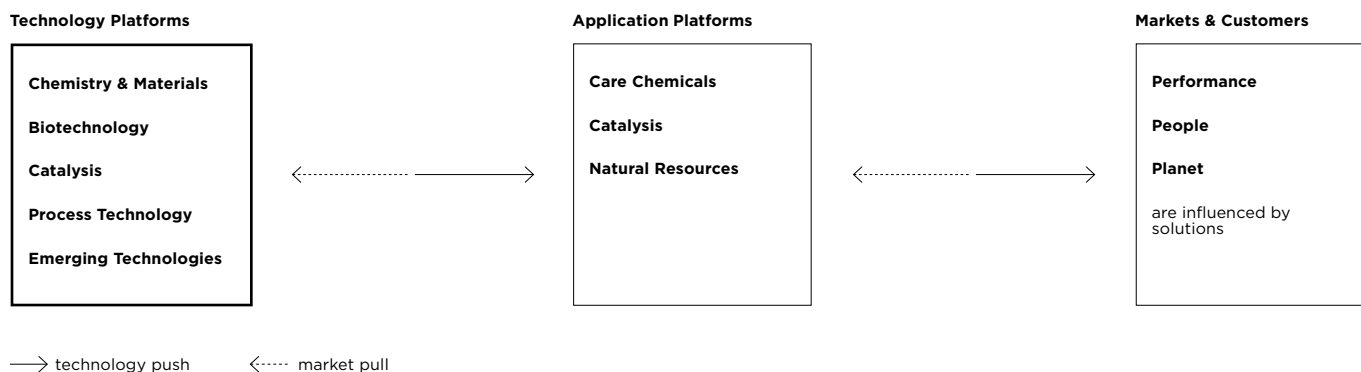 Technology Platforms
Chemistry & Materials
Biotechnology
Catalysis
Process Technology
Emerging Technologies
Application Platforms
Care Chemicals
Catalysis
Natural Resources
Markets & Customers
Performance
People
Planet
are influenced by
solutions
technology push
market pull